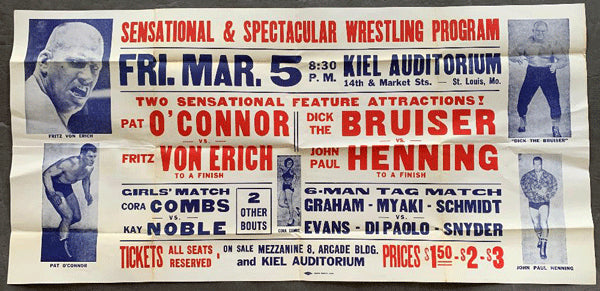 SENSATIONAL & SPECTACULAR WRESTLING PROGRAM
FRI. MAR. 5 8:30 P.M. KIEL AUDITORIUM
14th & Market Sts. — St. Louis, Mo.
TWO SENSATIONAL FEATURE ATTRACTIONS!
PAT O'CONNOR
VS.
FRITZ VON ERICH
TO A FINISH
DICK THE BRUISER
VS.
JOHN PAUL HENNING
TO A FINISH
GIRLS' MATCH
CORA COMBS
VS.
KAY NOBLE
2 OTHER BOUTS
CORA COMBS
6-MAN TAG MATCH
GRAHAM - MYAKI - SCHMIDT
VS.
EVANS - DI PAOLO - SNYDER
TICKETS ALL SEATS RESERVED ON SALE MEZZANINE 8, ARCADE BLDG. and KIEL AUDITORIUM PRICES $1.50 - $2 - $3
FRITZ VON ERICH
PAT O'CONNOR
"DICK THE BRUISER"
JOHN PAUL HENNING